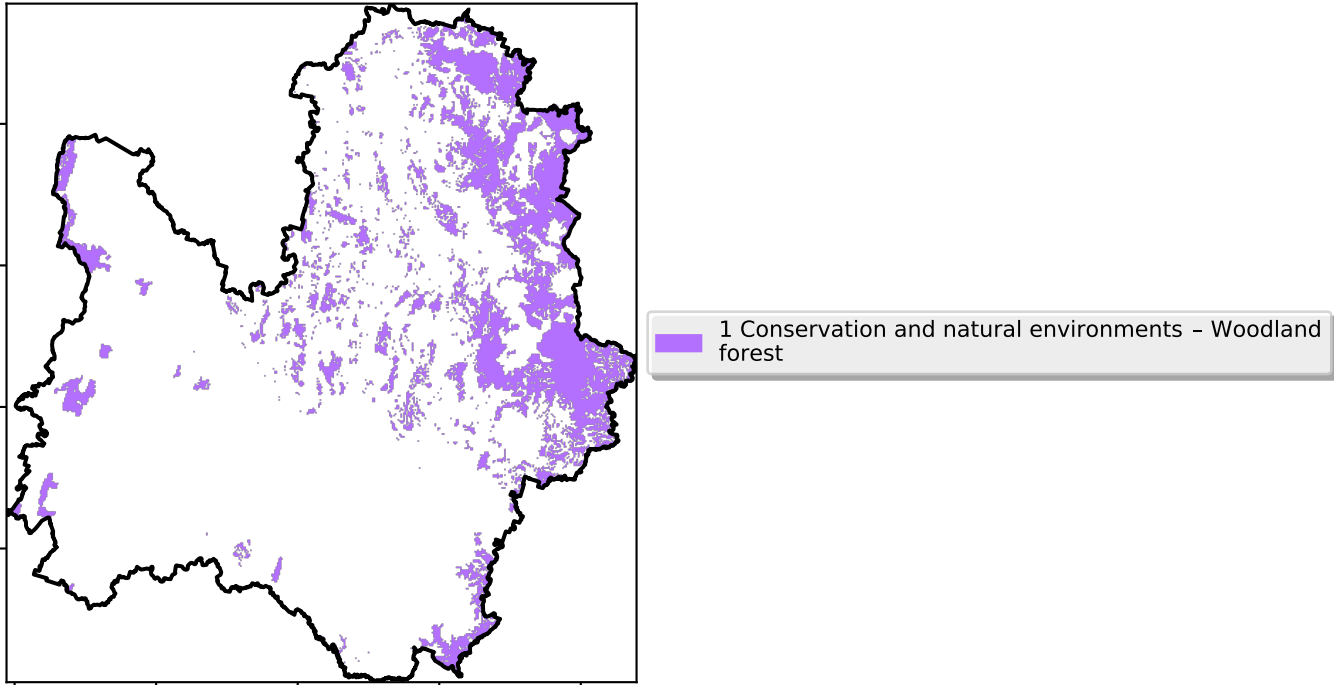 1 Conservation and natural environments – Woodland
forest